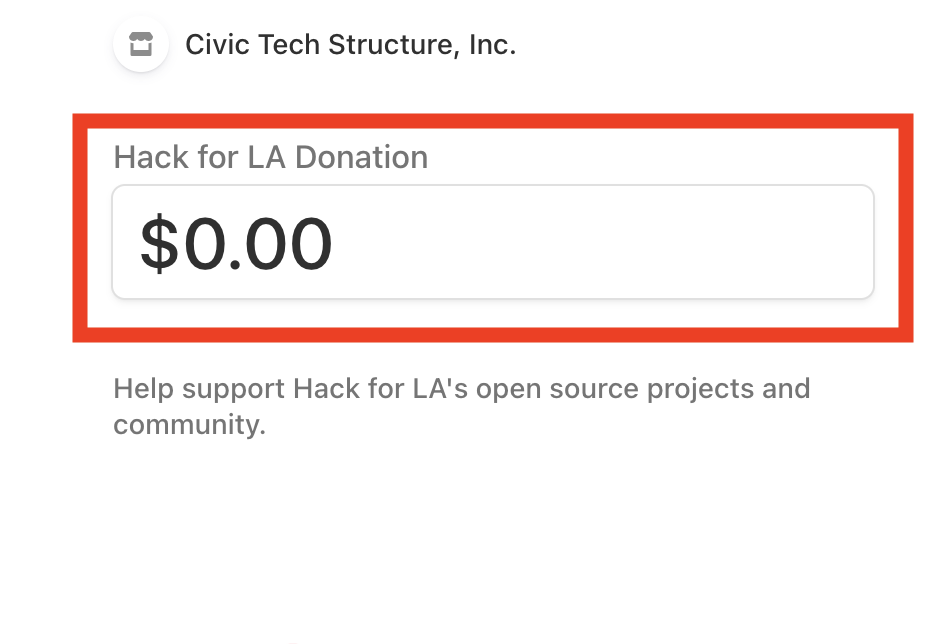 Civic Tech Structure, Inc.
Hack for LA Donation
$0.00
Help support Hack for LA's open source projects and
community.